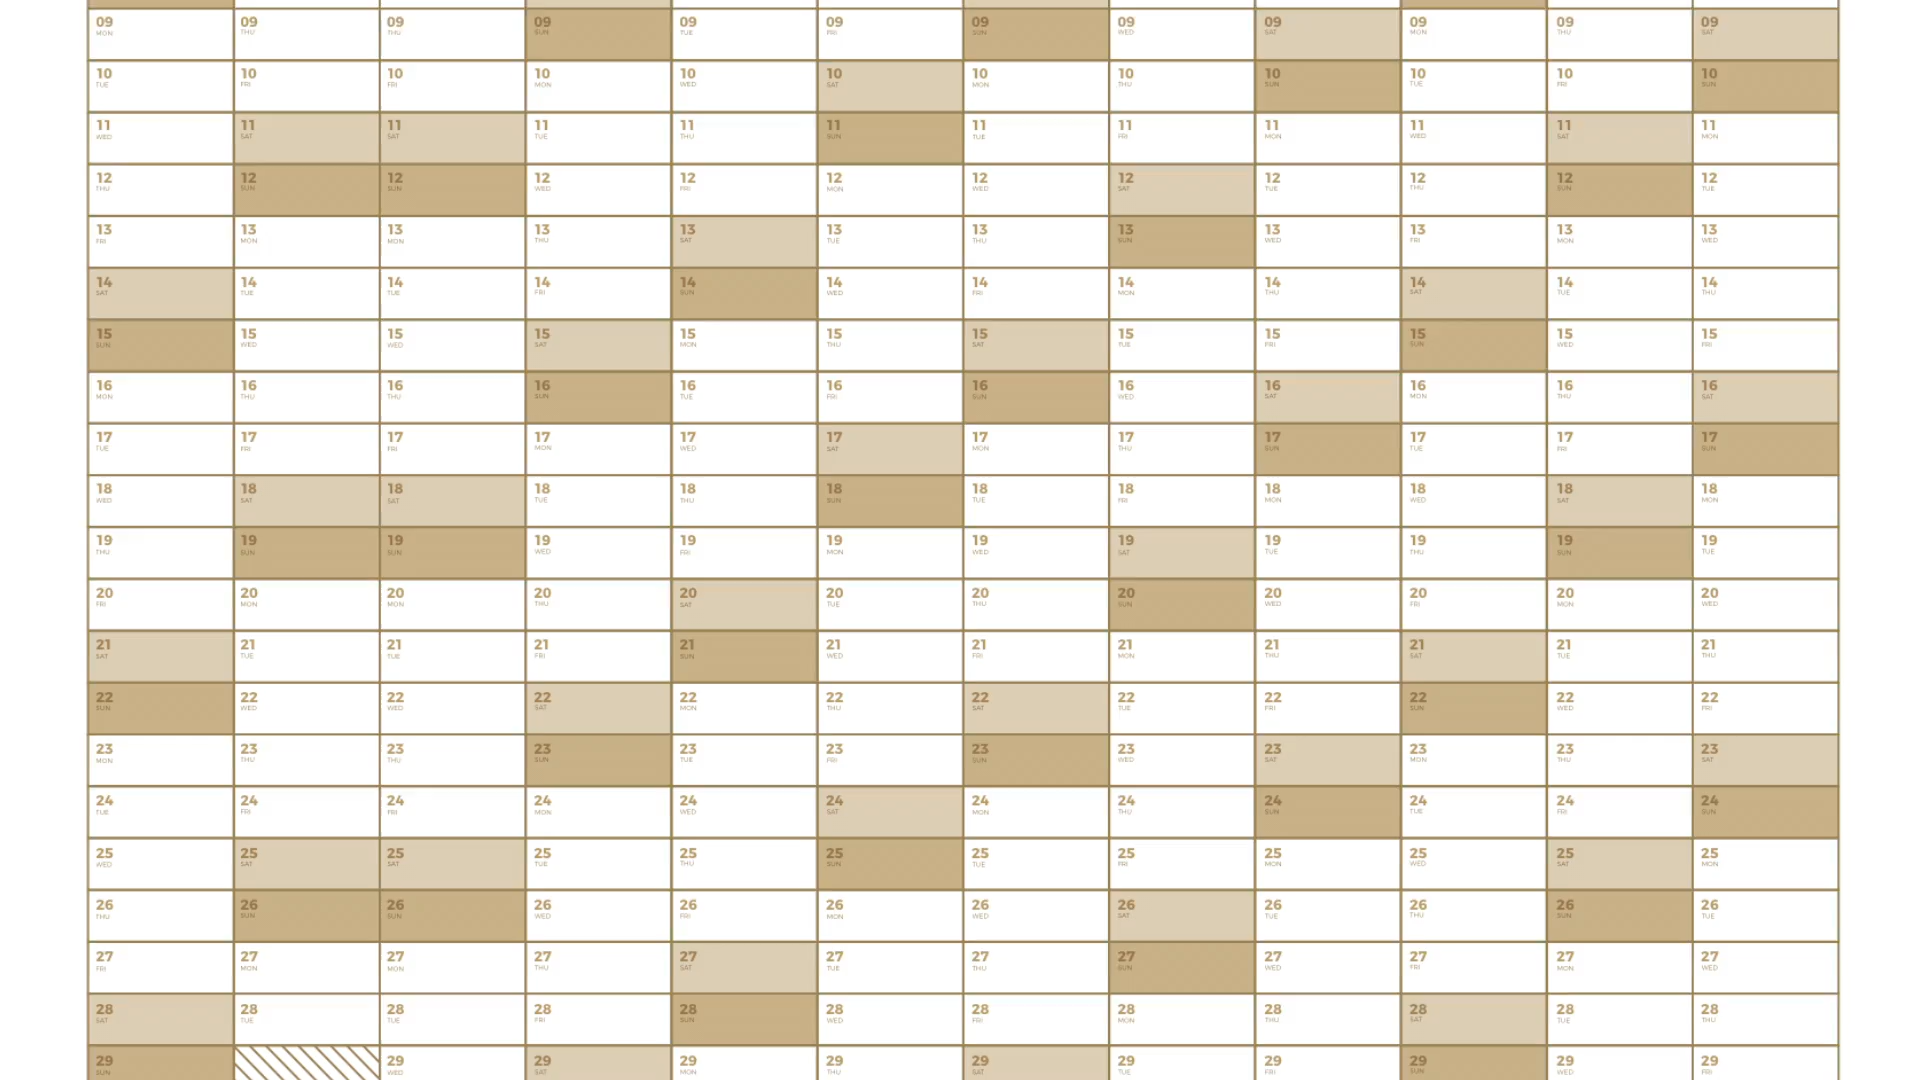 09 09 09 09 09 09 09 09 09 09 09 09
MON THU THU SUN TUE FRI SUN WED SAT MON THU SAT
10 10 10 10 10 10 10 10 10 10 10 10
TUE FRI FRI MON WED SAT MON THU SUN TUE FRI SUN
11 11 11 11 11 11 11 11 11 11 11 11
WED SAT SAT TUE THU SUN TUE FRI MON WED SAT MON
12 12 12 12 12 12 12 12 12 12 12 12
THU SUN SUN WED FRI MON WED SAT TUE THU SUN TUE
13 13 13 13 13 13 13 13 13 13 13 13
FRI MON MON THU SAT TUE THU SUN WED FRI MON WED
14 14 14 14 14 14 14 14 14 14 14 14
SAT TUE TUE FRI SUN WED FRI MON THU SAT TUE THU
15 15 15 15 15 15 15 15 15 15 15 15
SUN WED WED SAT MON THU SAT TUE FRI SUN WED FRI
16 16 16 16 16 16 16 16 16 16 16 16
MON THU THU SUN TUE FRI SUN WED SAT MON THU SAT
17 17 17 17 17 17 17 17 17 17 17 17
TUE FRI FRI MON WED SAT MON THU SUN TUE FRI SUN
18 18 18 18 18 18 18 18 18 18 18 18
WED SAT SAT TUE THU SUN TUE FRI MON WED SAT MON
19 19 19 19 19 19 19 19 19 19 19 19
THU SUN SUN WED FRI MON WED SAT TUE THU SUN TUE
20 20 20 20 20 20 20 20 20 20 20 20
FRI MON MON THU SAT TUE THU SUN WED FRI MON WED
21 21 21 21 21 21 21 21 21 21 21 21
SAT TUE TUE FRI SUN WED FRI MON THU SAT TUE THU
22 22 22 22 22 22 22 22 22 22 22 22
SUN WED WED SAT MON THU SAT TUE FRI SUN WED FRI
23 23 23 23 23 23 23 23 23 23 23 23
MON THU THU SUN TUE FRI SUN WED SAT MON THU SAT
24 24 24 24 24 24 24 24 24 24 24 24
TUE FRI FRI MON WED SAT MON THU SUN TUE FRI SUN
25 25 25 25 25 25 25 25 25 25 25 25
WED SAT SAT TUE THU SUN TUE FRI MON WED SAT MON
26 26 26 26 26 26 26 26 26 26 26 26
THU SUN SUN WED FRI MON WED SAT TUE THU SUN TUE
27 27 27 27 27 27 27 27 27 27 27 27
FRI MON MON THU SAT TUE THU SUN WED FRI MON WED
28 28 28 28 28 28 28 28 28 28 28 28
SAT TUE TUE FRI SUN WED FRI MON THU SAT TUE THU
29 29 29 29 29 29 29 29 29 29 29
SUN WED SAT MON THU SAT TUE FRI SUN WED FRI